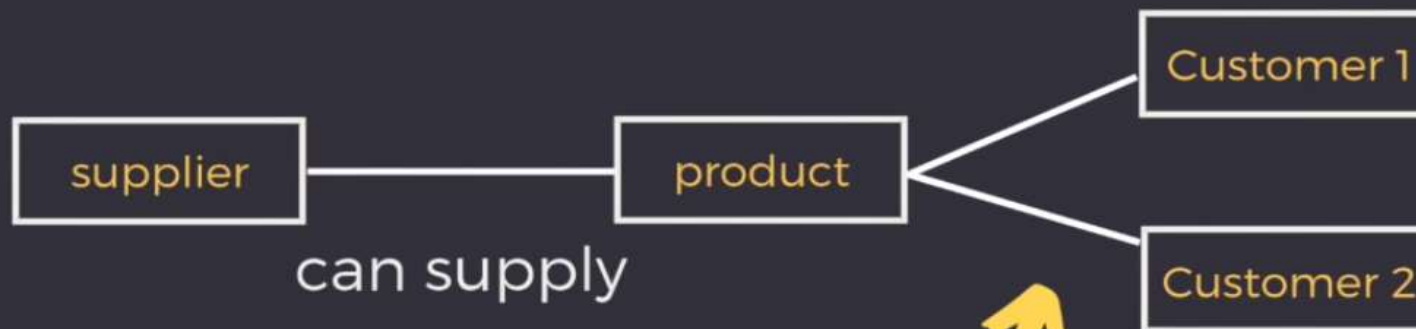 Customer 1
supplier
product
can supply
Customer 2